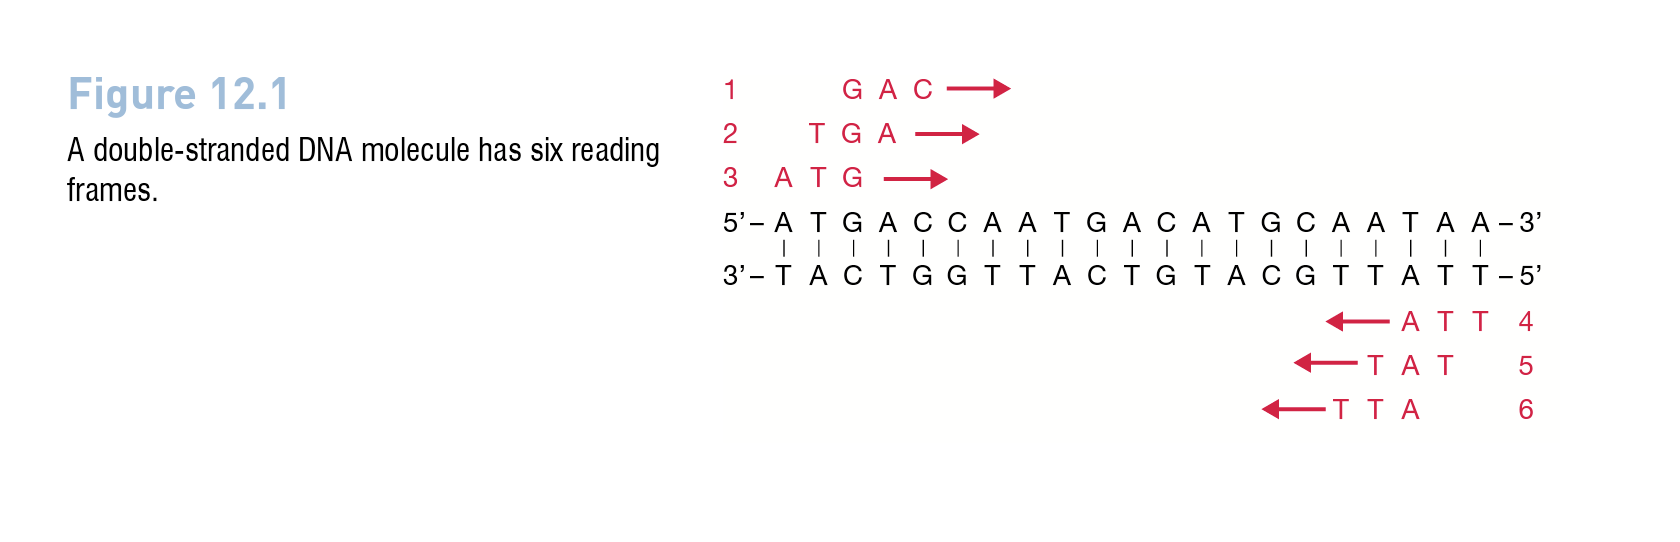 Figure 12.1
A double-stranded DNA molecule has six reading
frames.
1 G A C
2 T G A
3 A T G
5’– A T G A C C A A T G A C A T G C A A T A A – 3’
3’– T A C T G G T T A C T G T A C G T T A T T – 5’
A T T 4
T A T 5
T T A 6